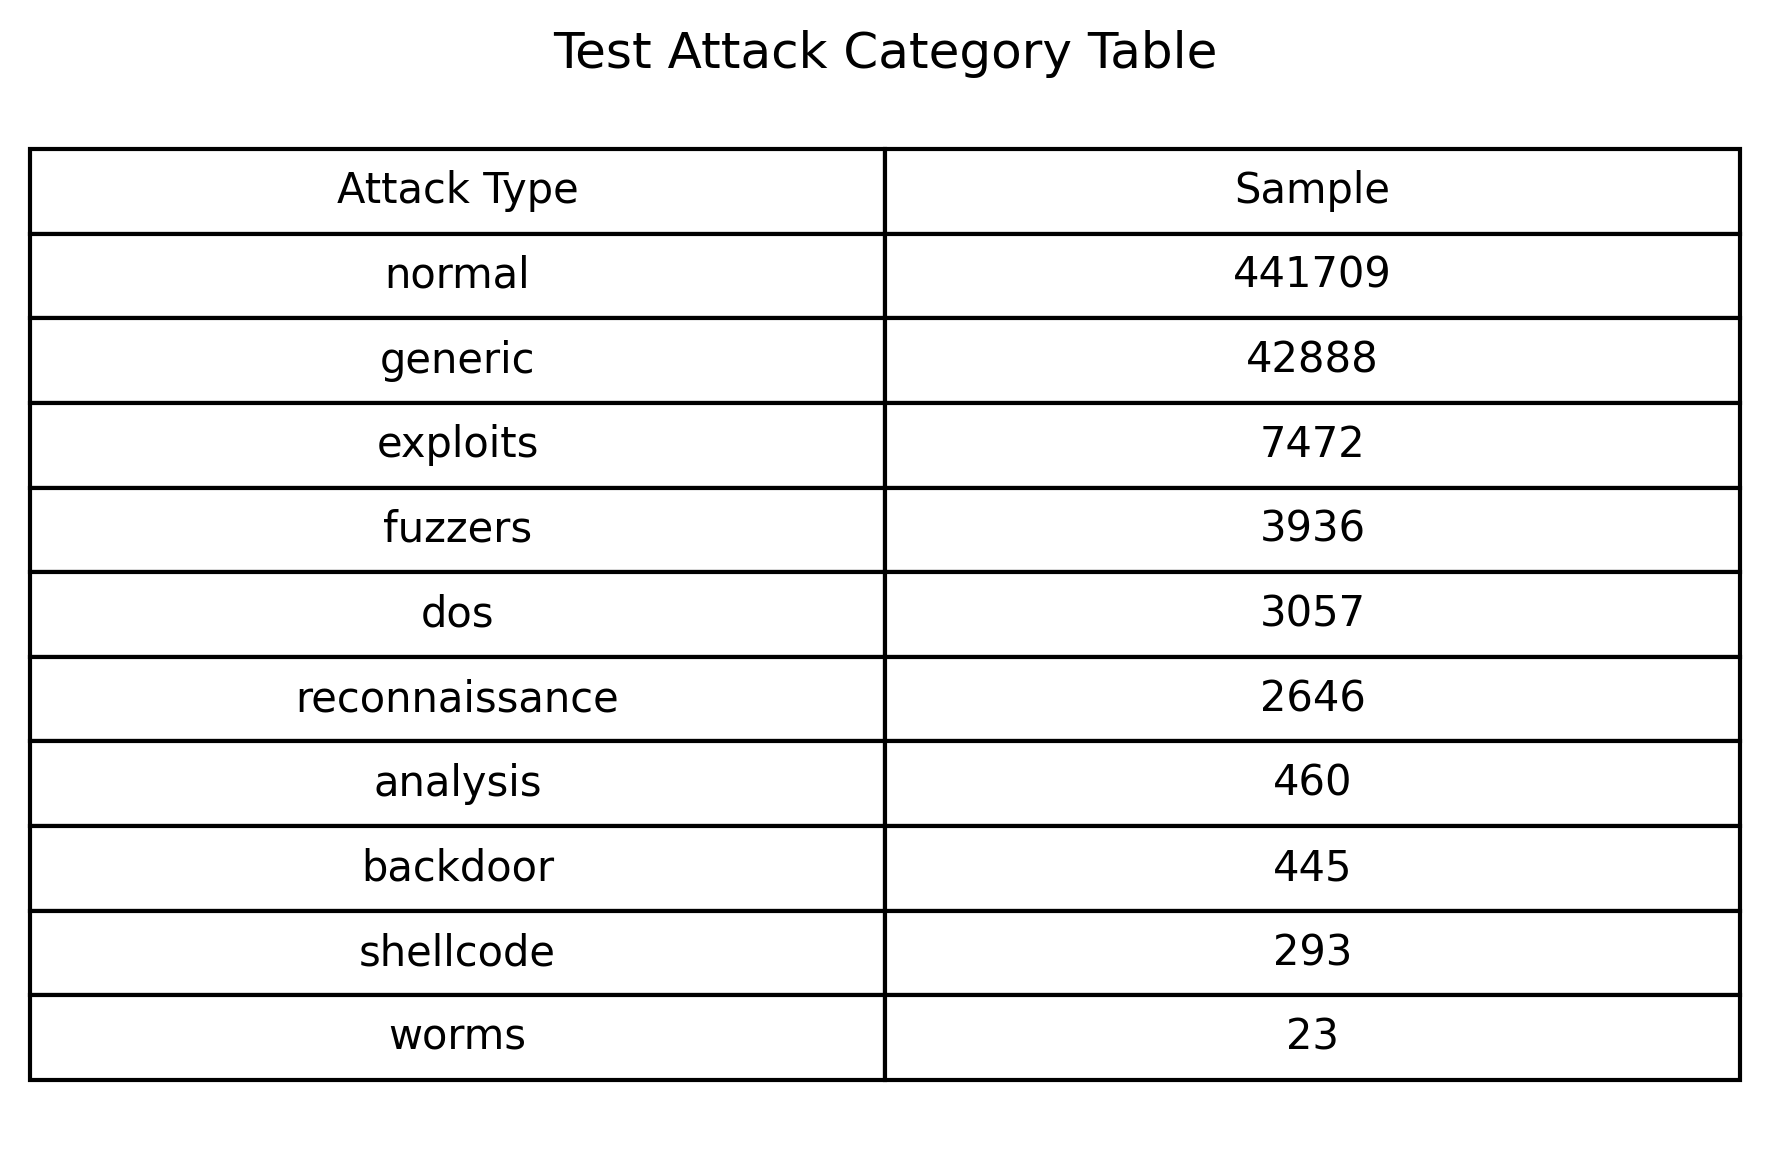 Test Attack Category Table
Attack Type Sample
normal 441709
generic 42888
exploits 7472
fuzzers 3936
dos 3057
reconnaissance 2646
analysis 460
backdoor 445
shellcode 293
worms 23